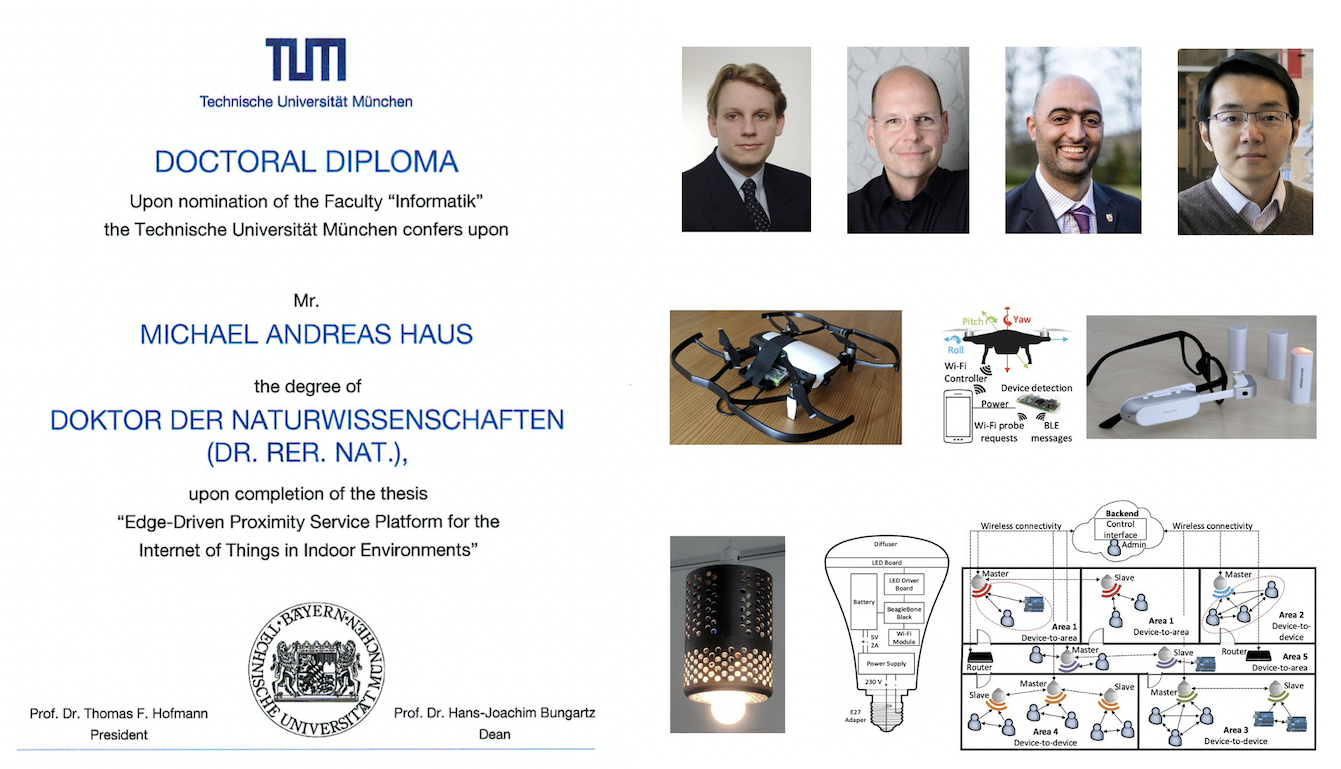 TUM
Technische Universität München
DOCTORAL DIPLOMA
Upon nomination of the Faculty “Informatik”
the Technische Universität München confers upon
Mr.
MICHAEL ANDREAS HAUS
the degree of
DOKTOR DER NATURWISSENSCHAFTEN
(DR. RER. NAT.),
upon completion of the thesis
“Edge-Driven Proximity Service Platform for the
Internet of Things in Indoor Environments”
·BAYERN·
TECHNISCHE UNIVERSITÄT MÜNCHEN
Prof. Dr. Thomas F. Hofmann
President
Prof. Dr. Hans-Joachim Bungartz
Dean
Pitch
Yaw
Roll
Wi-Fi
Controller
Device detection
Power
Wi-Fi probe
requests
BLE
messages
Diffuser
LED Board
Battery
LED Driver
Board
BeagleBone
Black
Wi-Fi
Module
5V
2A
Power Supply
230 V
E27
Adaper
Backend
Control
interface
Admin
Wireless connectivity
Wireless connectivity
Master
Area 1
Device-to-area
Slave
Area 1
Device-to-area
Master
Area 2
Device-to-
device
Router
Master
Slave
Router
Area 5
Device-to-area
Slave
Master
Slave
Area 4
Device-to-device
Master
Slave
Area 3
Device-to-device